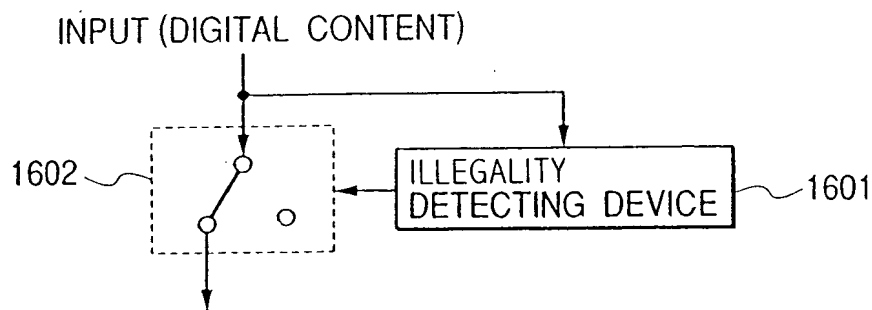 INPUT (DIGITAL CONTENT)
1602
ILLEGALITY
DETECTING DEVICE
1601